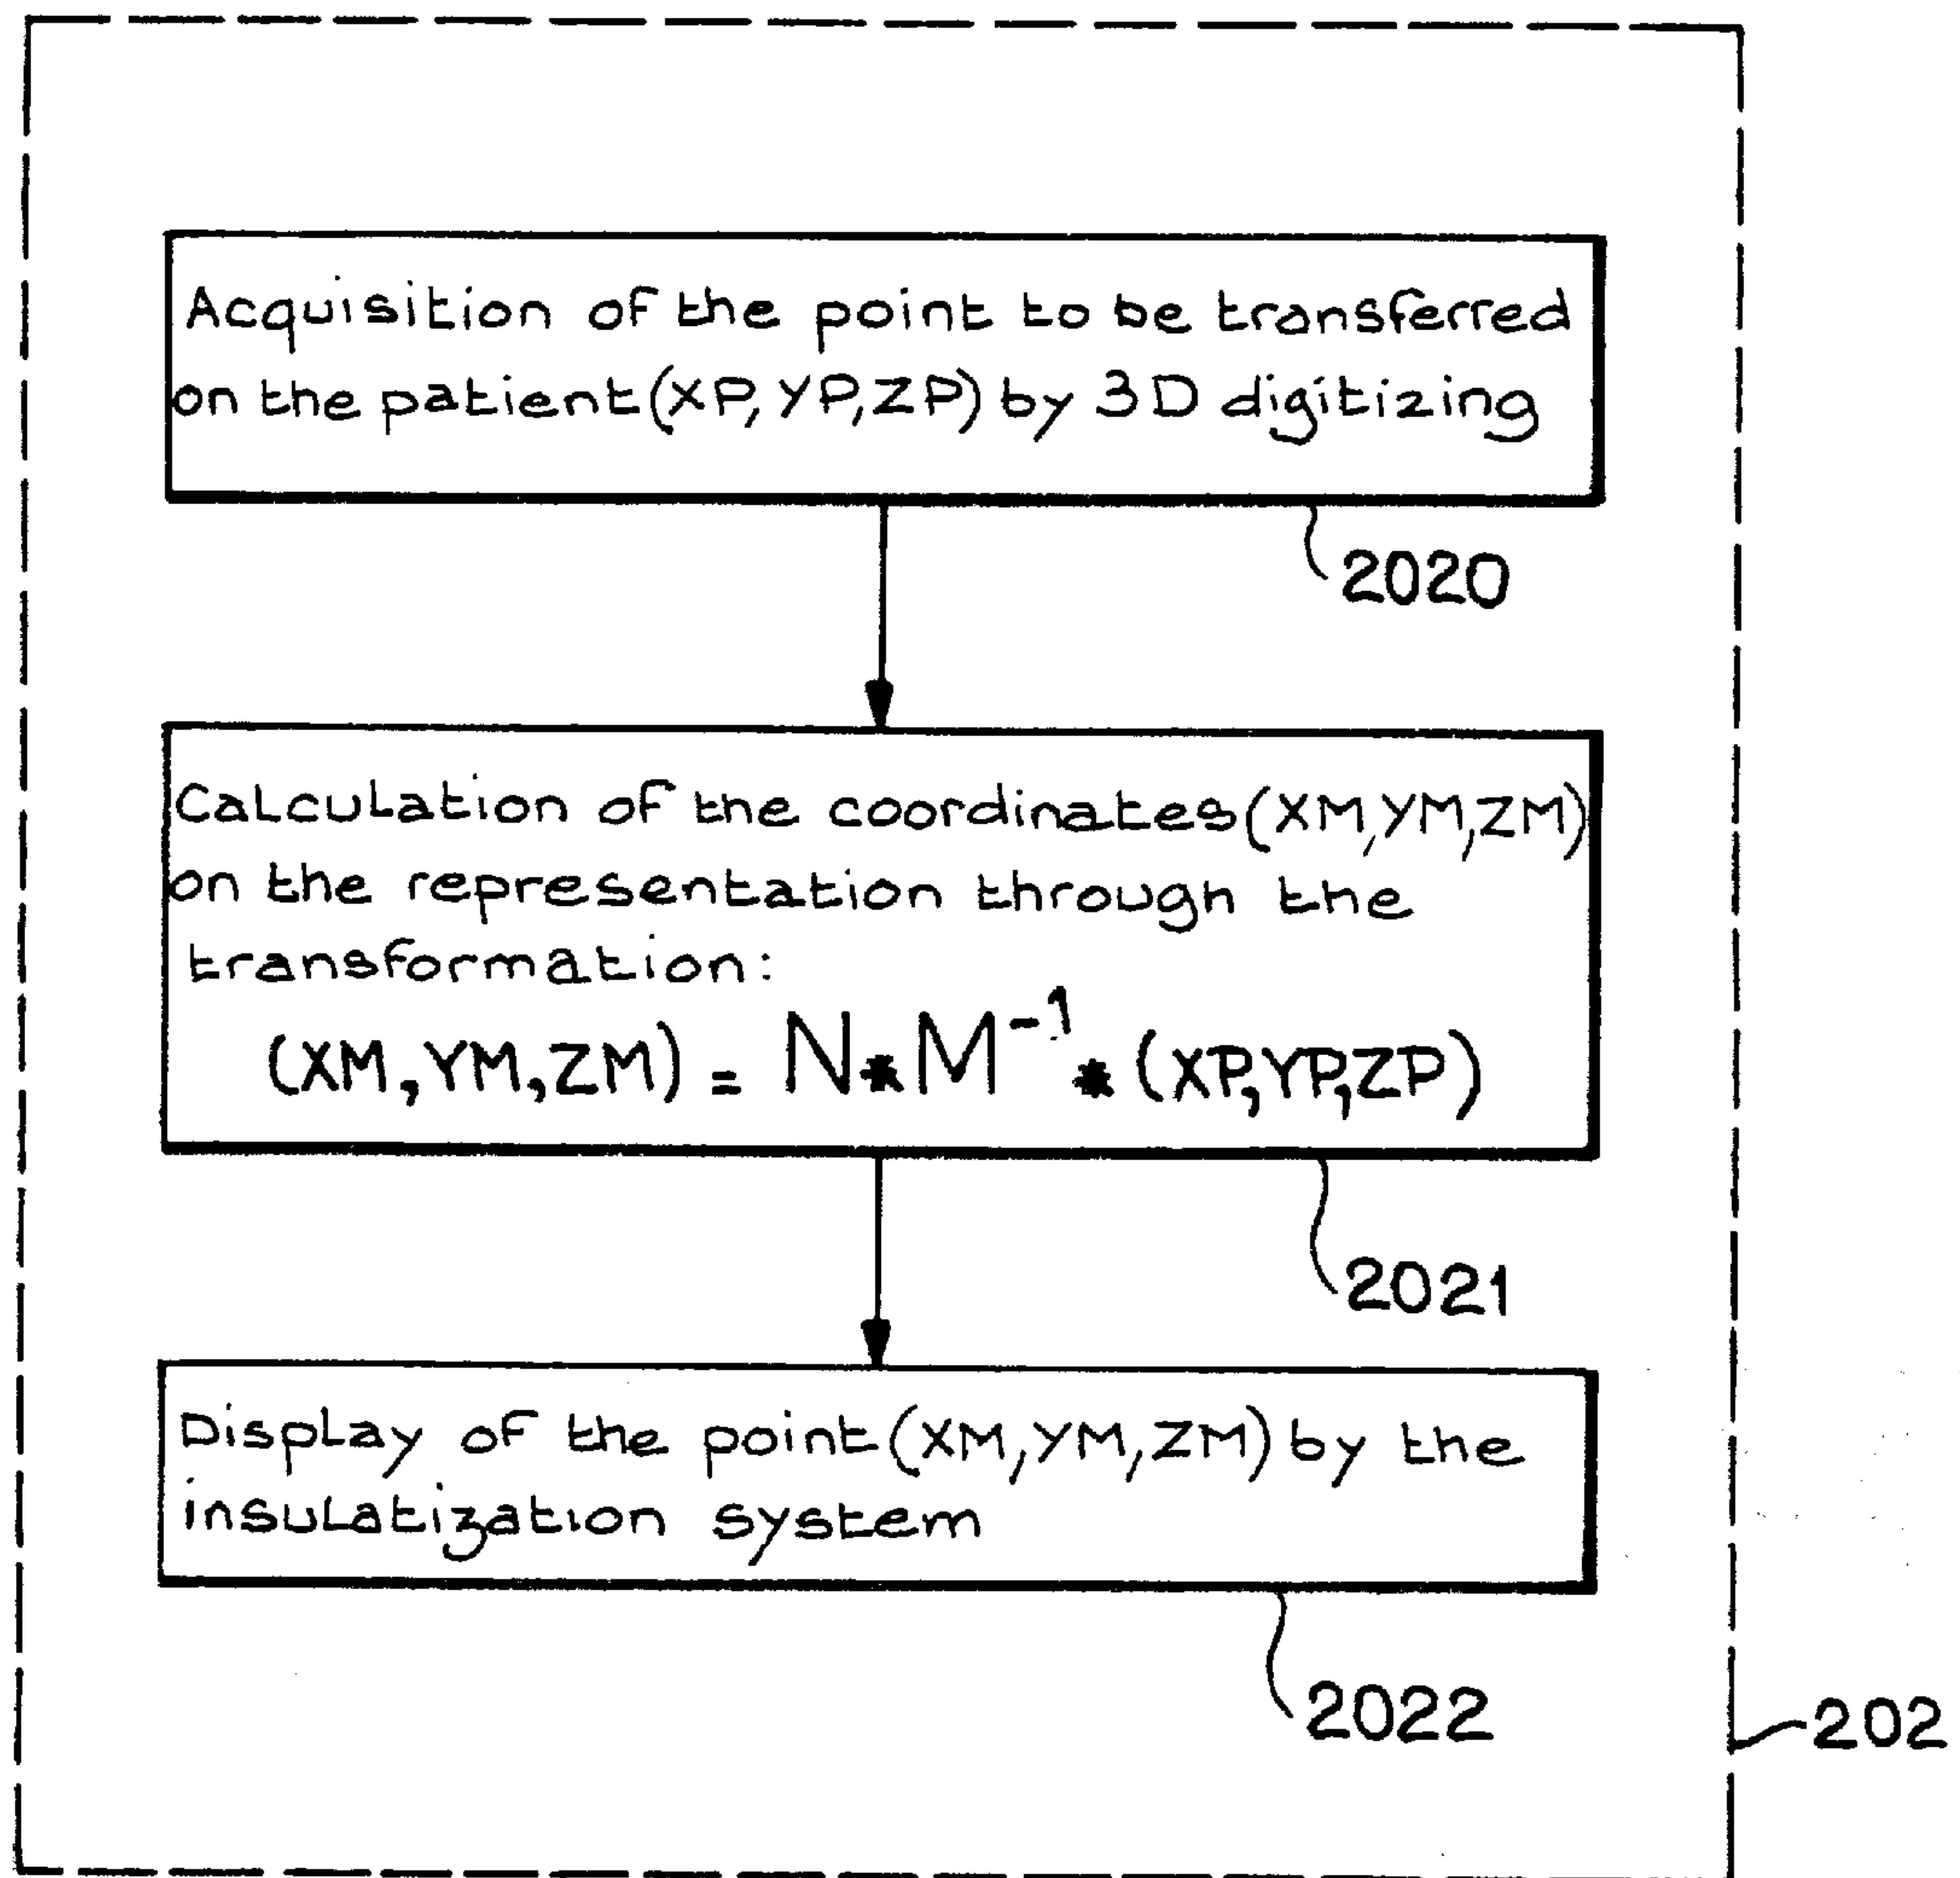 Acquisition of the point to be transferred
on the patient (XP, YP, ZP) by 3D digitizing
2020
Calculation of the coordinates (XM, YM, ZM)
on the representation through the
transformation:
(XM, YM, ZM) = N * M⁻¹ * (XP, YP, ZP)
2021
Display of the point (XM, YM, ZM) by the
insulatization system
2022
202